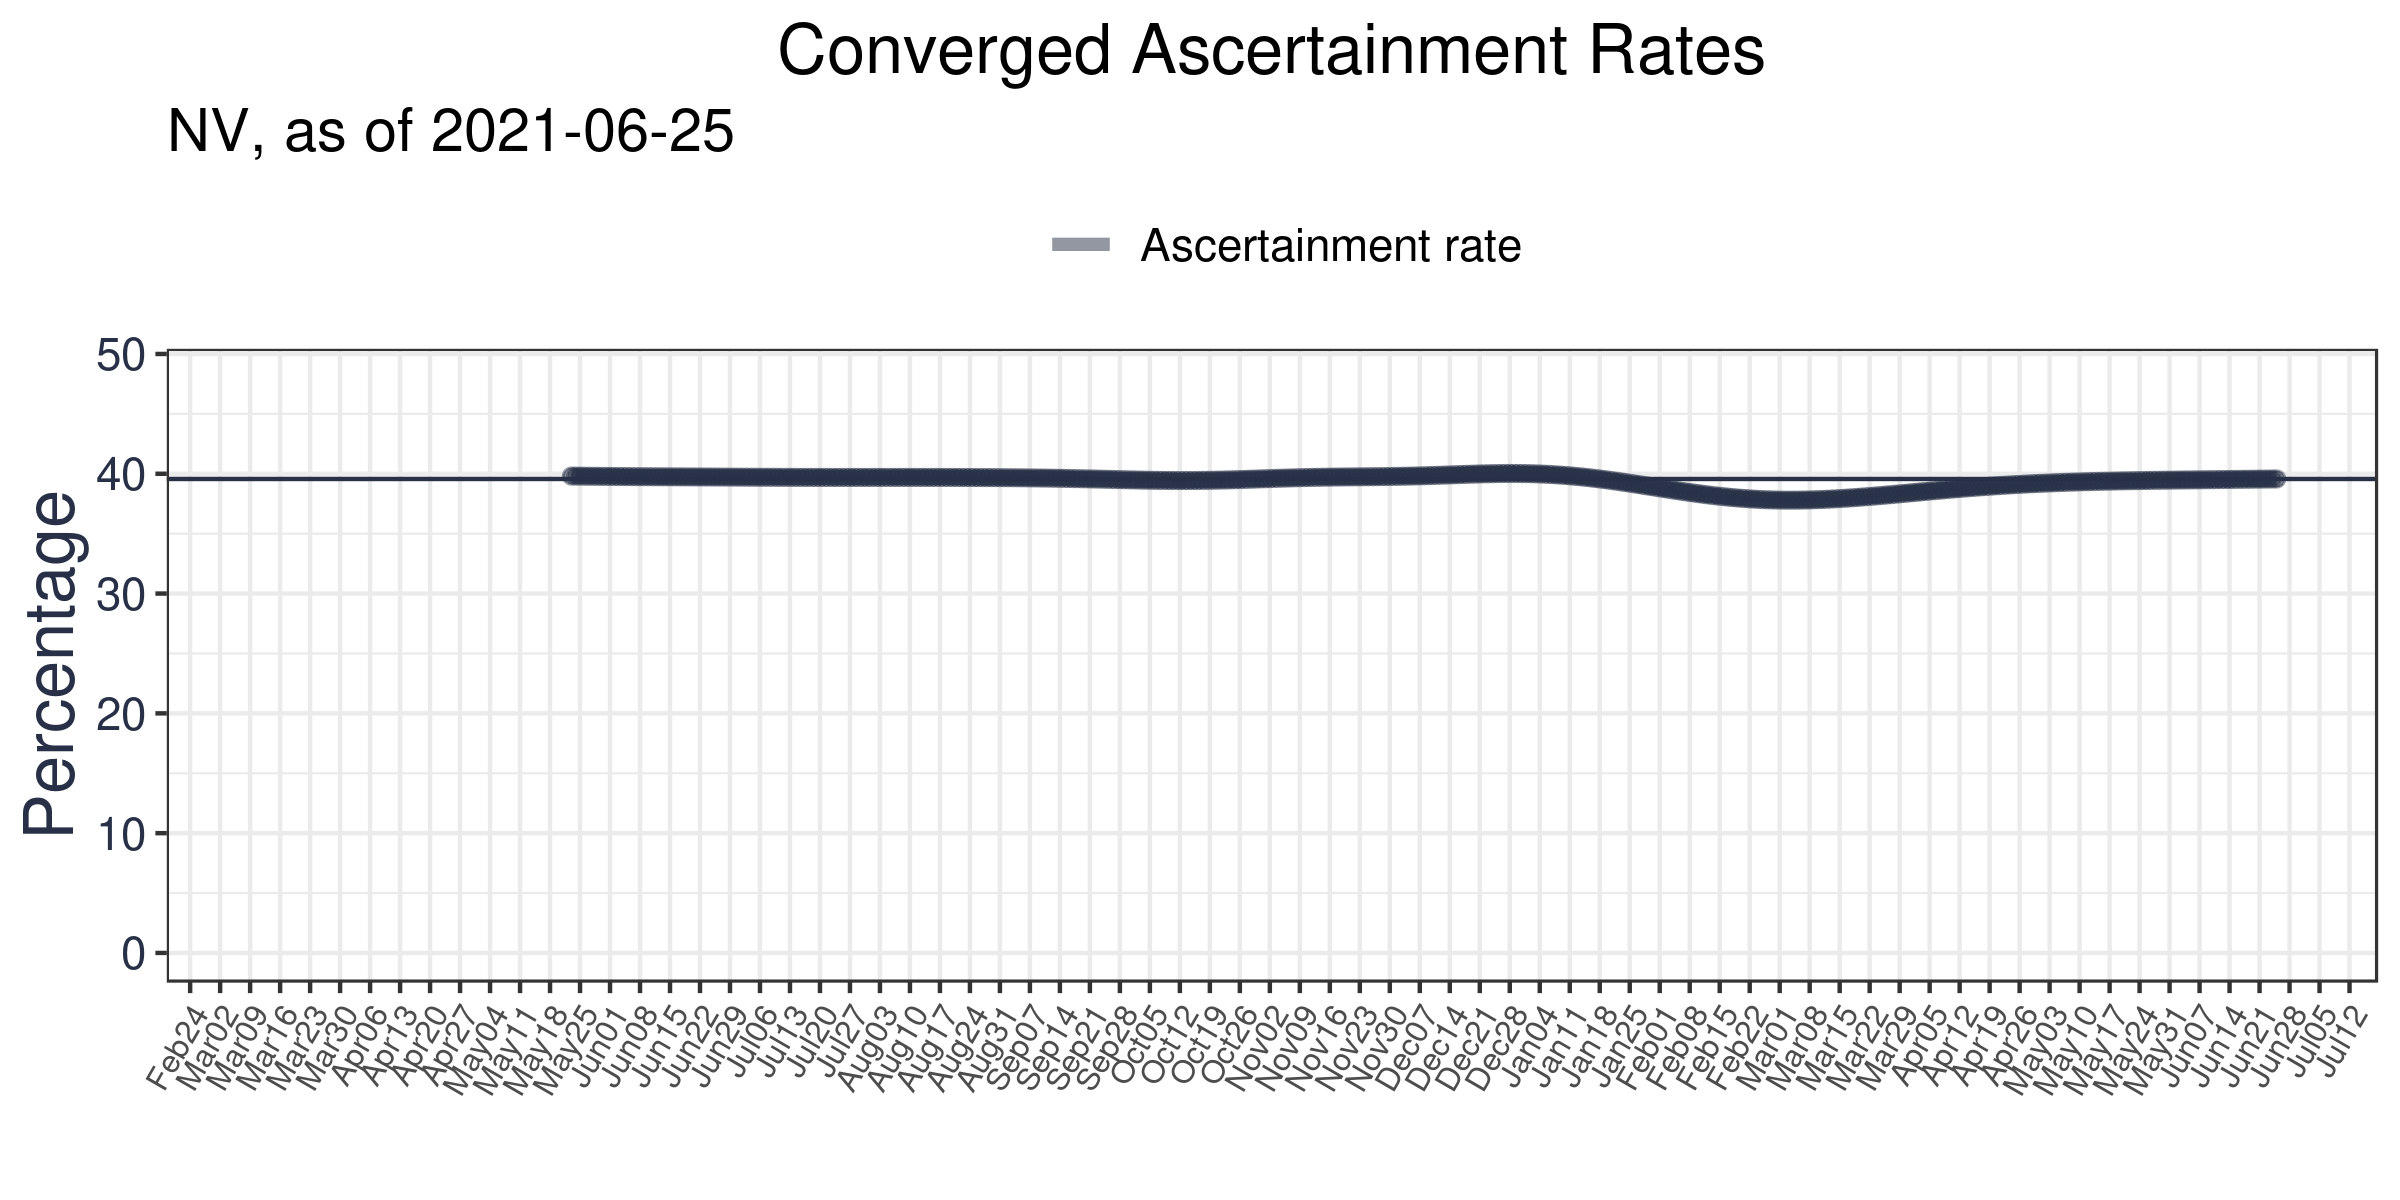 Converged Ascertainment Rates
NV, as of 2021-06-25
Ascertainment rate
Percentage
50
40
30
20
10
0
Feb24
Mar02
Mar09
Mar16
Mar23
Mar30
Apr06
Apr13
Apr20
Apr27
May04
May11
May18
May25
Jun01
Jun08
Jun15
Jun22
Jun29
Jul06
Jul13
Jul20
Jul27
Aug03
Aug10
Aug17
Aug24
Aug31
Sep07
Sep14
Sep21
Sep28
Oct05
Oct12
Oct19
Oct26
Nov02
Nov09
Nov16
Nov23
Nov30
Dec07
Dec14
Dec21
Dec28
Jan04
Jan11
Jan18
Jan25
Feb01
Feb08
Feb15
Feb22
Mar01
Mar08
Mar15
Mar22
Mar29
Apr05
Apr12
Apr19
Apr26
May03
May10
May17
May24
May31
Jun07
Jun14
Jun21
Jun28
Jul05
Jul12